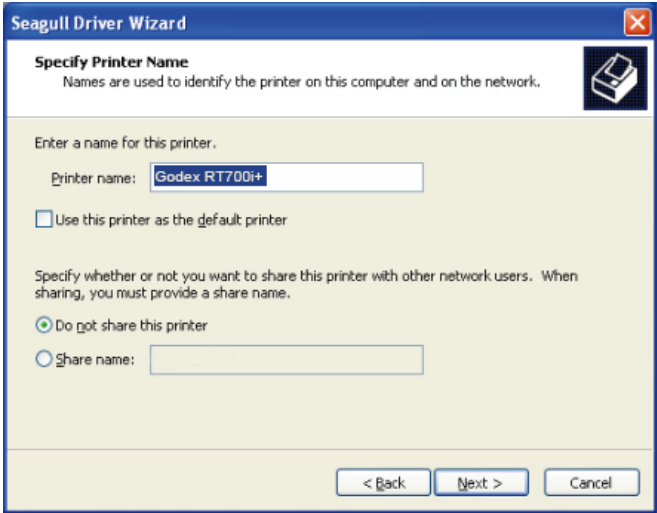 Seagull Driver Wizard
Specify Printer Name
Names are used to identify the printer on this computer and on the network.
Enter a name for this printer.
Printer name: Godex RT700i+
Use this printer as the default printer
Specify whether or not you want to share this printer with other network users. When
sharing, you must provide a share name.
Do not share this printer
Share name:
< Back Next > Cancel